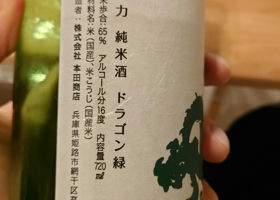 力 純米酒 ドラゴン緑
米歩合：65％ アルコール分16度 内容量720㎖
材料名：米（国産）、米こうじ（国産米）
造者：株式会社 本田商店
兵庫県姫路市網干区高